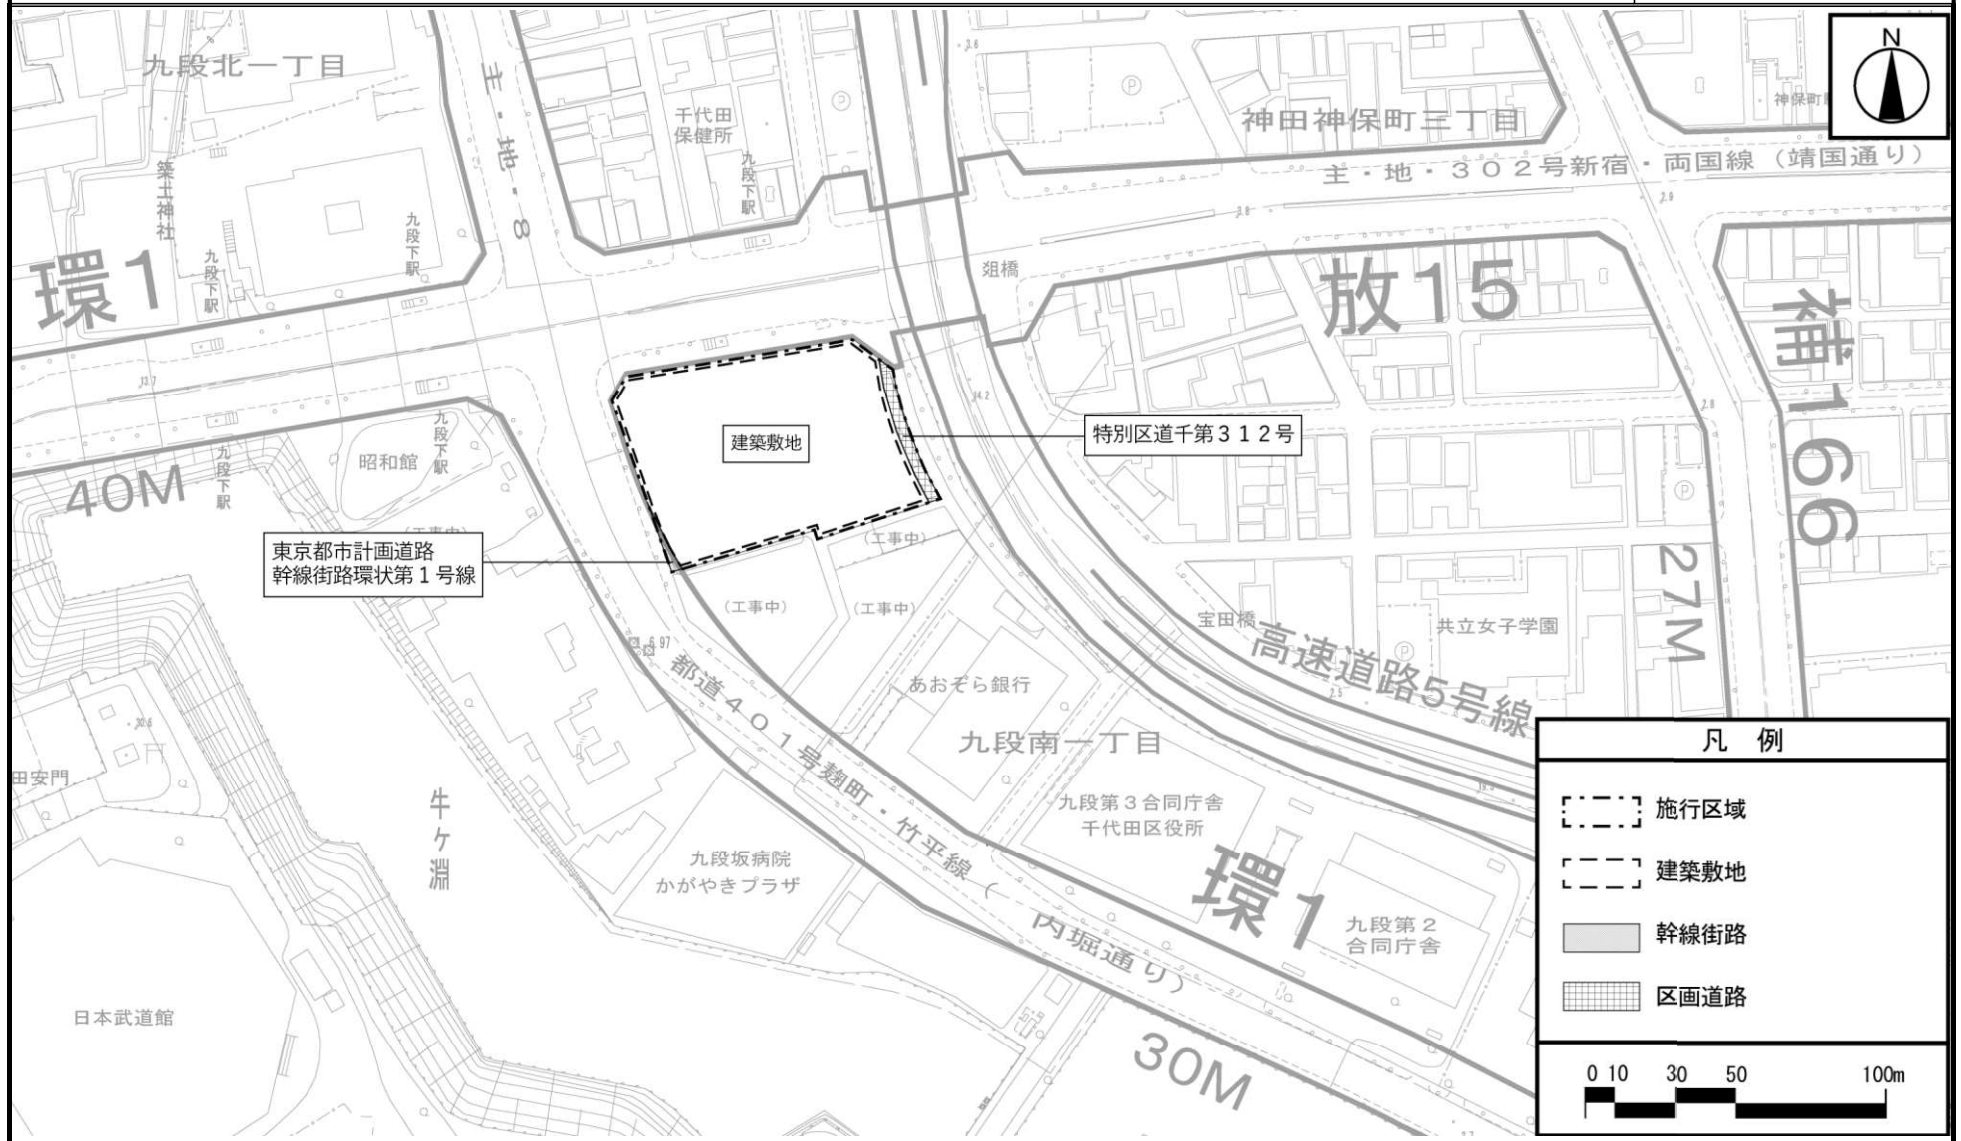 N
九段北一丁目
主・地・8
千代田
保健所
九段下駅
神田神保町三丁目
主・地・302号新宿・両国線（靖国通り）
築土神社
九段下駅
九段下駅
環1
俎橋
放15
補166
建築敷地
特別区道千第312号
昭和館
九段下駅
九段下駅
40M
（工事中）
（工事中）
東京都市計画道路
幹線街路環状第1号線
（工事中）
（工事中）
27M
宝田橋
共立女子学園
高速道路5号線
都道401号麹町・竹平線（内堀通り）
あおぞら銀行
九段南一丁目
田安門
牛ケ淵
九段第3合同庁舎
千代田区役所
九段坂病院
かがやきプラザ
環1
九段第2
合同庁舎
日本武道館
30M
凡 例
施行区域
建築敷地
幹線街路
区画道路
0 10 30 50 100m